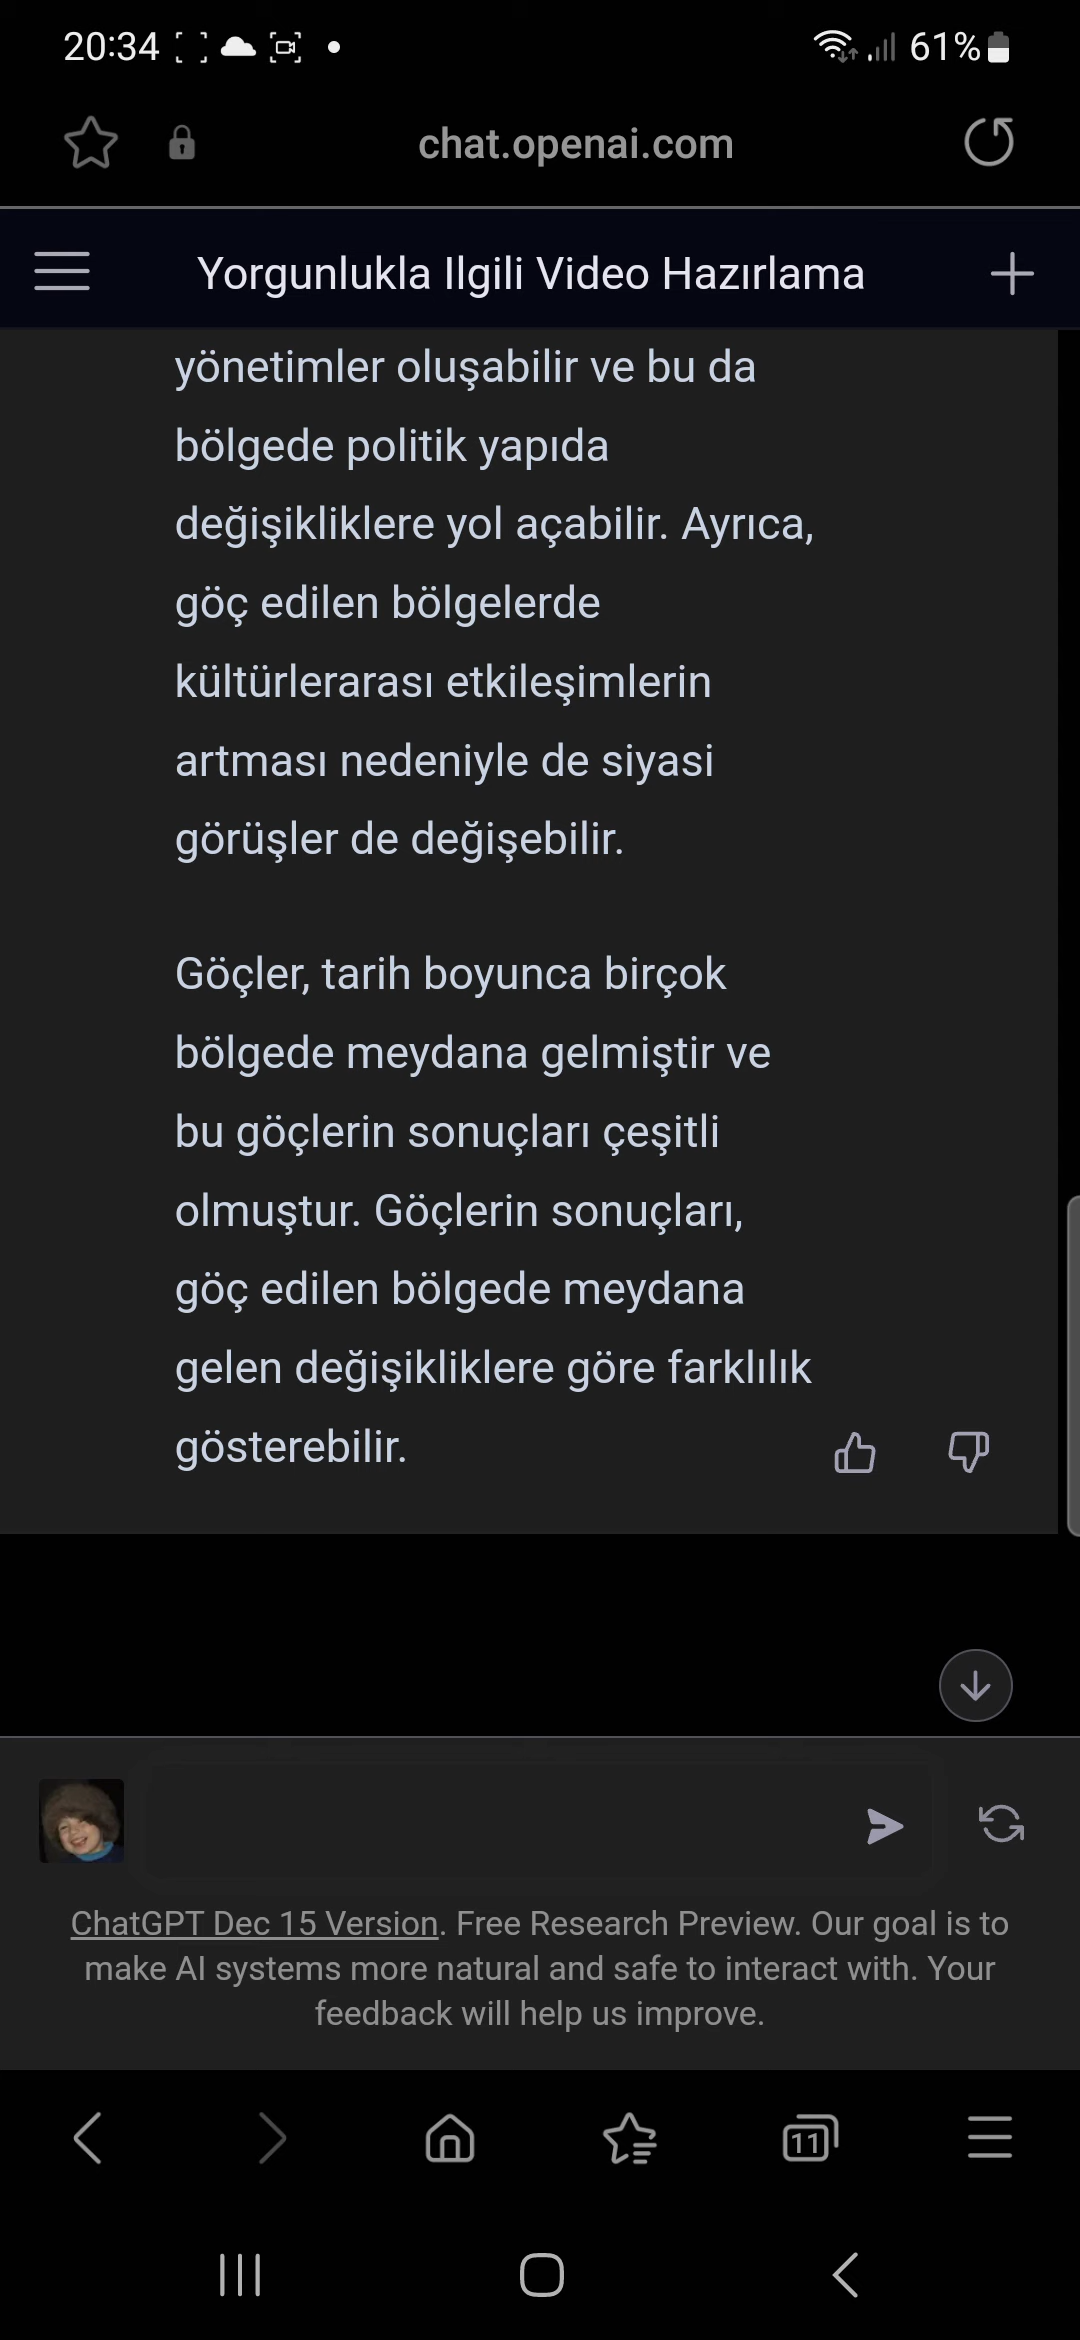 20:34
61%
chat.openai.com
Yorgunlukla Ilgili Video Hazırlama
yönetimler oluşabilir ve bu da
bölgede politik yapıda
değişikliklere yol açabilir. Ayrıca,
göç edilen bölgelerde
kültürlerarası etkileşimlerin
artması nedeniyle de siyasi
görüşler de değişebilir.
Göçler, tarih boyunca birçok
bölgede meydana gelmiştir ve
bu göçlerin sonuçları çeşitli
olmuştur. Göçlerin sonuçları,
göç edilen bölgede meydana
gelen değişikliklere göre farklılık
gösterebilir.
ChatGPT Dec 15 Version. Free Research Preview. Our goal is to
make AI systems more natural and safe to interact with. Your
feedback will help us improve.
11